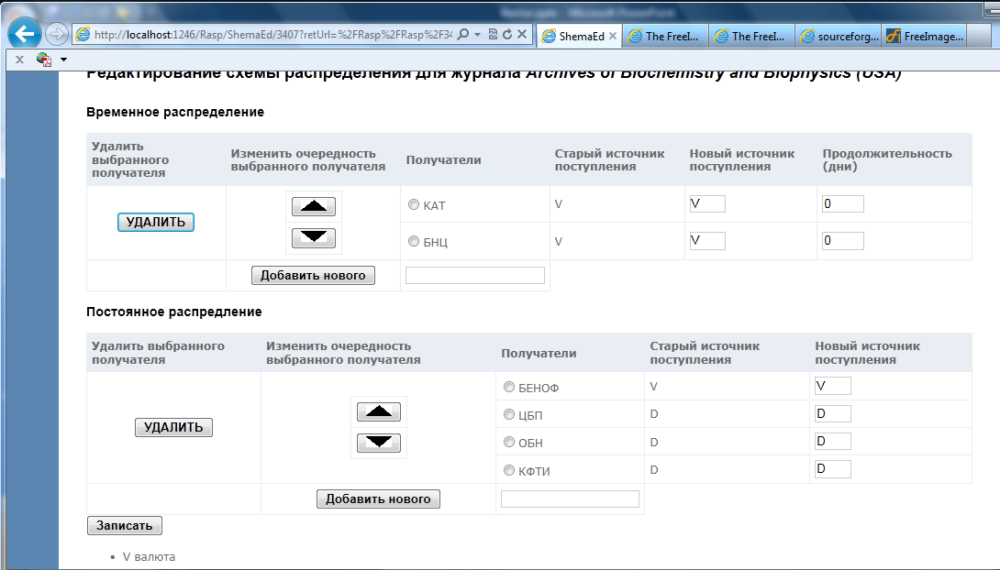 http://localhost:1246/Rasp/ShemaEd/3407?retUrl=%2FRasp%2FRasp%2F34
ShemaEd
The FreeI...
The FreeI...
sourceforg...
FreeImage...
Редактирование схемы распределения для журнала Archives of Biochemistry and Biophysics (USA)
Временное распределение
Удалить выбранного получателя
Изменить очередность выбранного получателя
Получатели
Старый источник поступления
Новый источник поступления
Продолжительность (дни)
УДАЛИТЬ
КАТ V V 0
БНЦ V V 0
Добавить нового
Постоянное распредление
Удалить выбранного получателя
Изменить очередность выбранного получателя
Получатели
Старый источник поступления
Новый источник поступления
УДАЛИТЬ
БЕНОФ V V
ЦБП D D
ОБН D D
КФТИ D D
Добавить нового
Записать
• V валюта